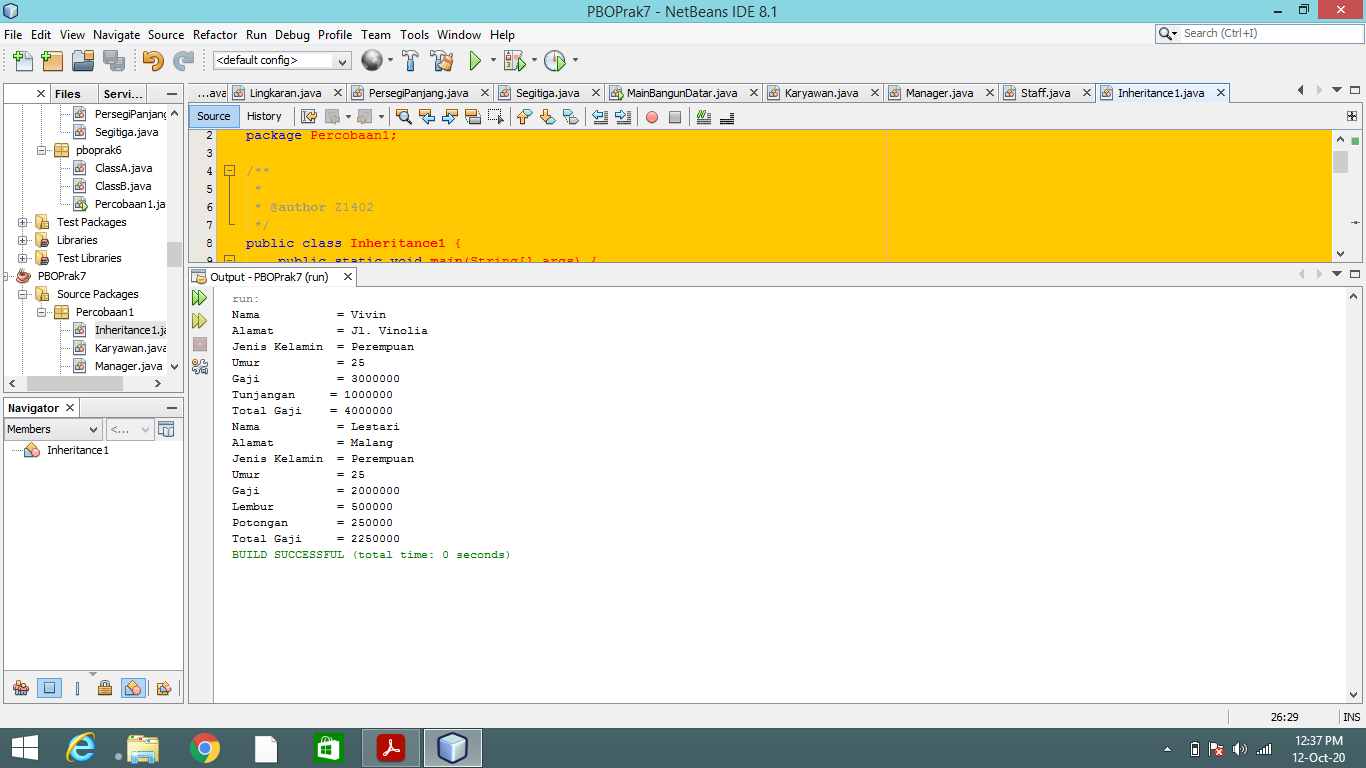 PBOPrak7 - NetBeans IDE 8.1
File Edit View Navigate Source Refactor Run Debug Profile Team Tools Window Help
Search (Ctrl+I)
<default config>
Files Servi...
PersegiPanjang
Segitiga.java
pboprak6
ClassA.java
ClassB.java
Percobaan1.ja
Test Packages
Libraries
Test Libraries
PBOPrak7
Source Packages
Percobaan1
Inheritance1.ja
Karyawan.java
Manager.java
Navigator
Members <...
Inheritance1
...ava Lingkaran.java PersegiPanjang.java Segitiga.java MainBangunDatar.java Karyawan.java Manager.java Staff.java Inheritance1.java
Source History
2 package Percobaan1;
3
4 /**
5 *
6 * @author Z1402
7 */
8 public class Inheritance1 {
9 public static void main(String[] args) {
Output - PBOPrak7 (run)
run:
Nama = Vivin
Alamat = Jl. Vinolia
Jenis Kelamin = Perempuan
Umur = 25
Gaji = 3000000
Tunjangan = 1000000
Total Gaji = 4000000
Nama = Lestari
Alamat = Malang
Jenis Kelamin = Perempuan
Umur = 25
Gaji = 2000000
Lembur = 500000
Potongan = 250000
Total Gaji = 2250000
BUILD SUCCESSFUL (total time: 0 seconds)
26:29 INS
12:37 PM
12-Oct-20